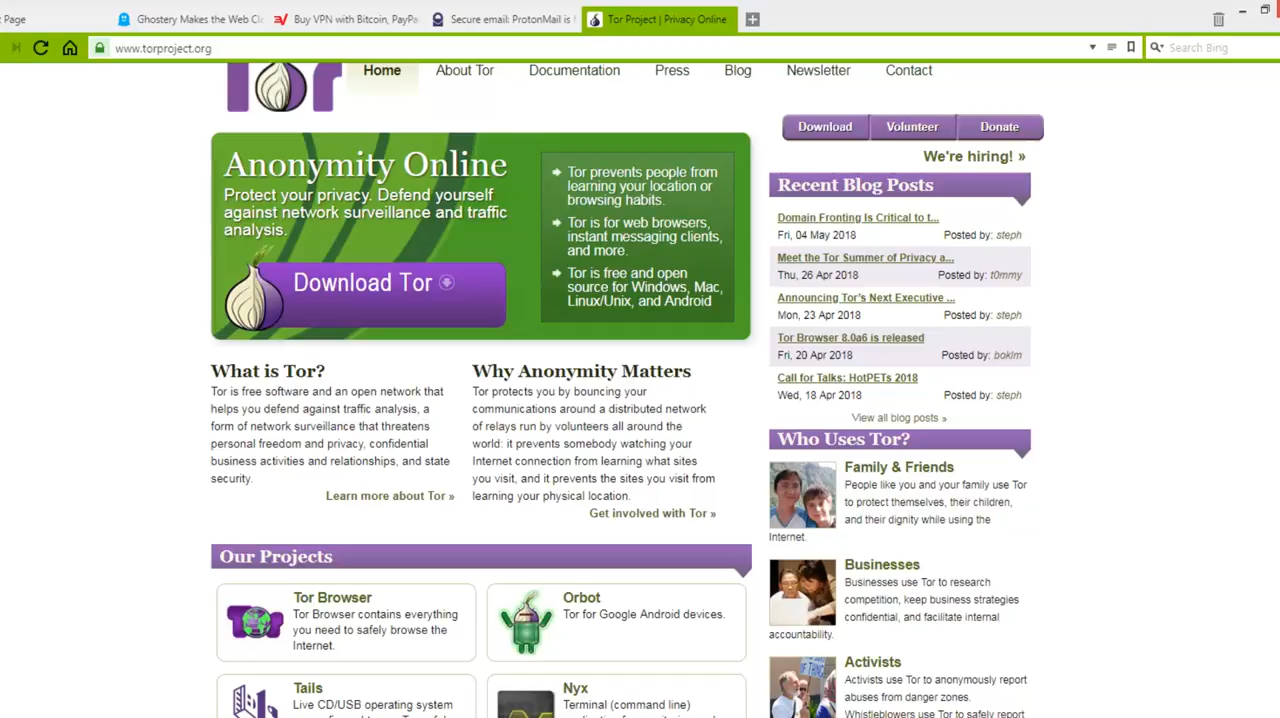 t Page
Ghostery Makes the Web Cl
Buy VPN with Bitcoin, PayPa
Secure email: ProtonMail is f
Tor Project | Privacy Online
www.torproject.org
Search Bing
Tor
Home
About Tor
Documentation
Press
Blog
Newsletter
Contact
Download
Volunteer
Donate
We're hiring! »
Anonymity Online
Protect your privacy. Defend yourself
against network surveillance and traffic
analysis.
Download Tor
Tor prevents people from
learning your location or
browsing habits.
Tor is for web browsers,
instant messaging clients,
and more.
Tor is free and open
source for Windows, Mac,
Linux/Unix, and Android
What is Tor?
Tor is free software and an open network that
helps you defend against traffic analysis, a
form of network surveillance that threatens
personal freedom and privacy, confidential
business activities and relationships, and state
security.
Learn more about Tor »
Why Anonymity Matters
Tor protects you by bouncing your
communications around a distributed network
of relays run by volunteers all around the
world: it prevents somebody watching your
Internet connection from learning what sites
you visit, and it prevents the sites you visit from
learning your physical location.
Get involved with Tor »
Our Projects
Tor Browser
Tor Browser contains everything
you need to safely browse the
Internet.
Orbot
Tor for Google Android devices.
Tails
Live CD/USB operating system
Nyx
Terminal (command line)
Recent Blog Posts
Domain Fronting Is Critical to t...
Fri, 04 May 2018 Posted by: steph
Meet the Tor Summer of Privacy a...
Thu, 26 Apr 2018 Posted by: t0mmy
Announcing Tor's Next Executive ...
Mon, 23 Apr 2018 Posted by: steph
Tor Browser 8.0a6 is released
Fri, 20 Apr 2018 Posted by: boklm
Call for Talks: HotPETs 2018
Wed, 18 Apr 2018 Posted by: steph
View all blog posts »
Who Uses Tor?
Family & Friends
People like you and your family use Tor
to protect themselves, their children,
and their dignity while using the
Internet.
Businesses
Businesses use Tor to research
competition, keep business strategies
confidential, and facilitate internal
accountability.
Activists
Activists use Tor to anonymously report
abuses from danger zones.
Whistleblowers use Tor to safely report